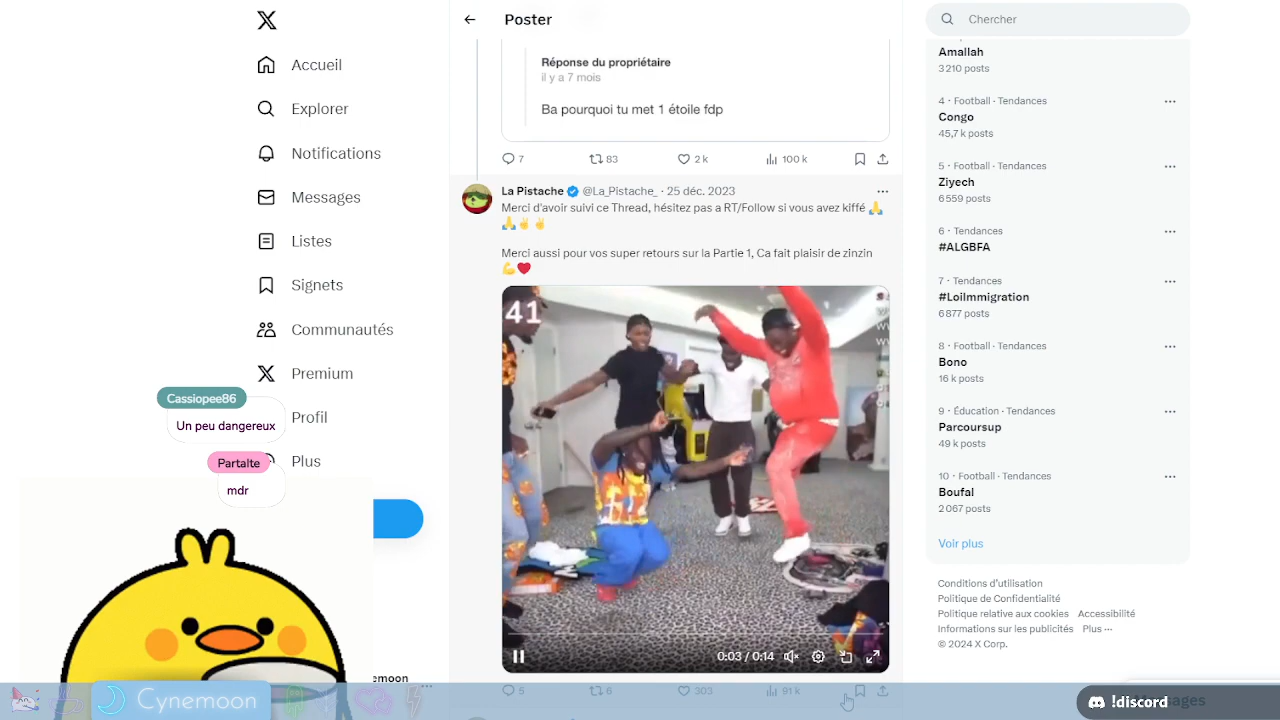 Accueil
Explorer
Notifications
Messages
Listes
Signets
Communautés
Premium
Profil
Plus
Cassiopee86
Un peu dangereux
Partalte
mdr
emoon
Cynemoon
Poster
Réponse du propriétaire
il y a 7 mois
Ba pourquoi tu met 1 étoile fdp
7 83 2 k 100 k
La Pistache @La_Pistache_ · 25 déc. 2023
Merci d'avoir suivi ce Thread, hésitez pas a RT/Follow si vous avez kiffé 🙏
🙏✌️✌️
Merci aussi pour vos super retours sur la Partie 1, Ca fait plaisir de zinzin
💪❤️
41
0:03 / 0:14
5 6 303 91 k
Chercher
Amallah
3 210 posts
4 · Football · Tendances
Congo
45,7 k posts
5 · Football · Tendances
Ziyech
6 559 posts
6 · Tendances
#ALGBFA
7 · Tendances
#LoiImmigration
6 877 posts
8 · Football · Tendances
Bono
16 k posts
9 · Éducation · Tendances
Parcoursup
49 k posts
10 · Football · Tendances
Boufal
2 067 posts
Voir plus
Conditions d'utilisation
Politique de Confidentialité
Politique relative aux cookies Accessibilité
Informations sur les publicités Plus ···
© 2024 X Corp.
!discord
Messages